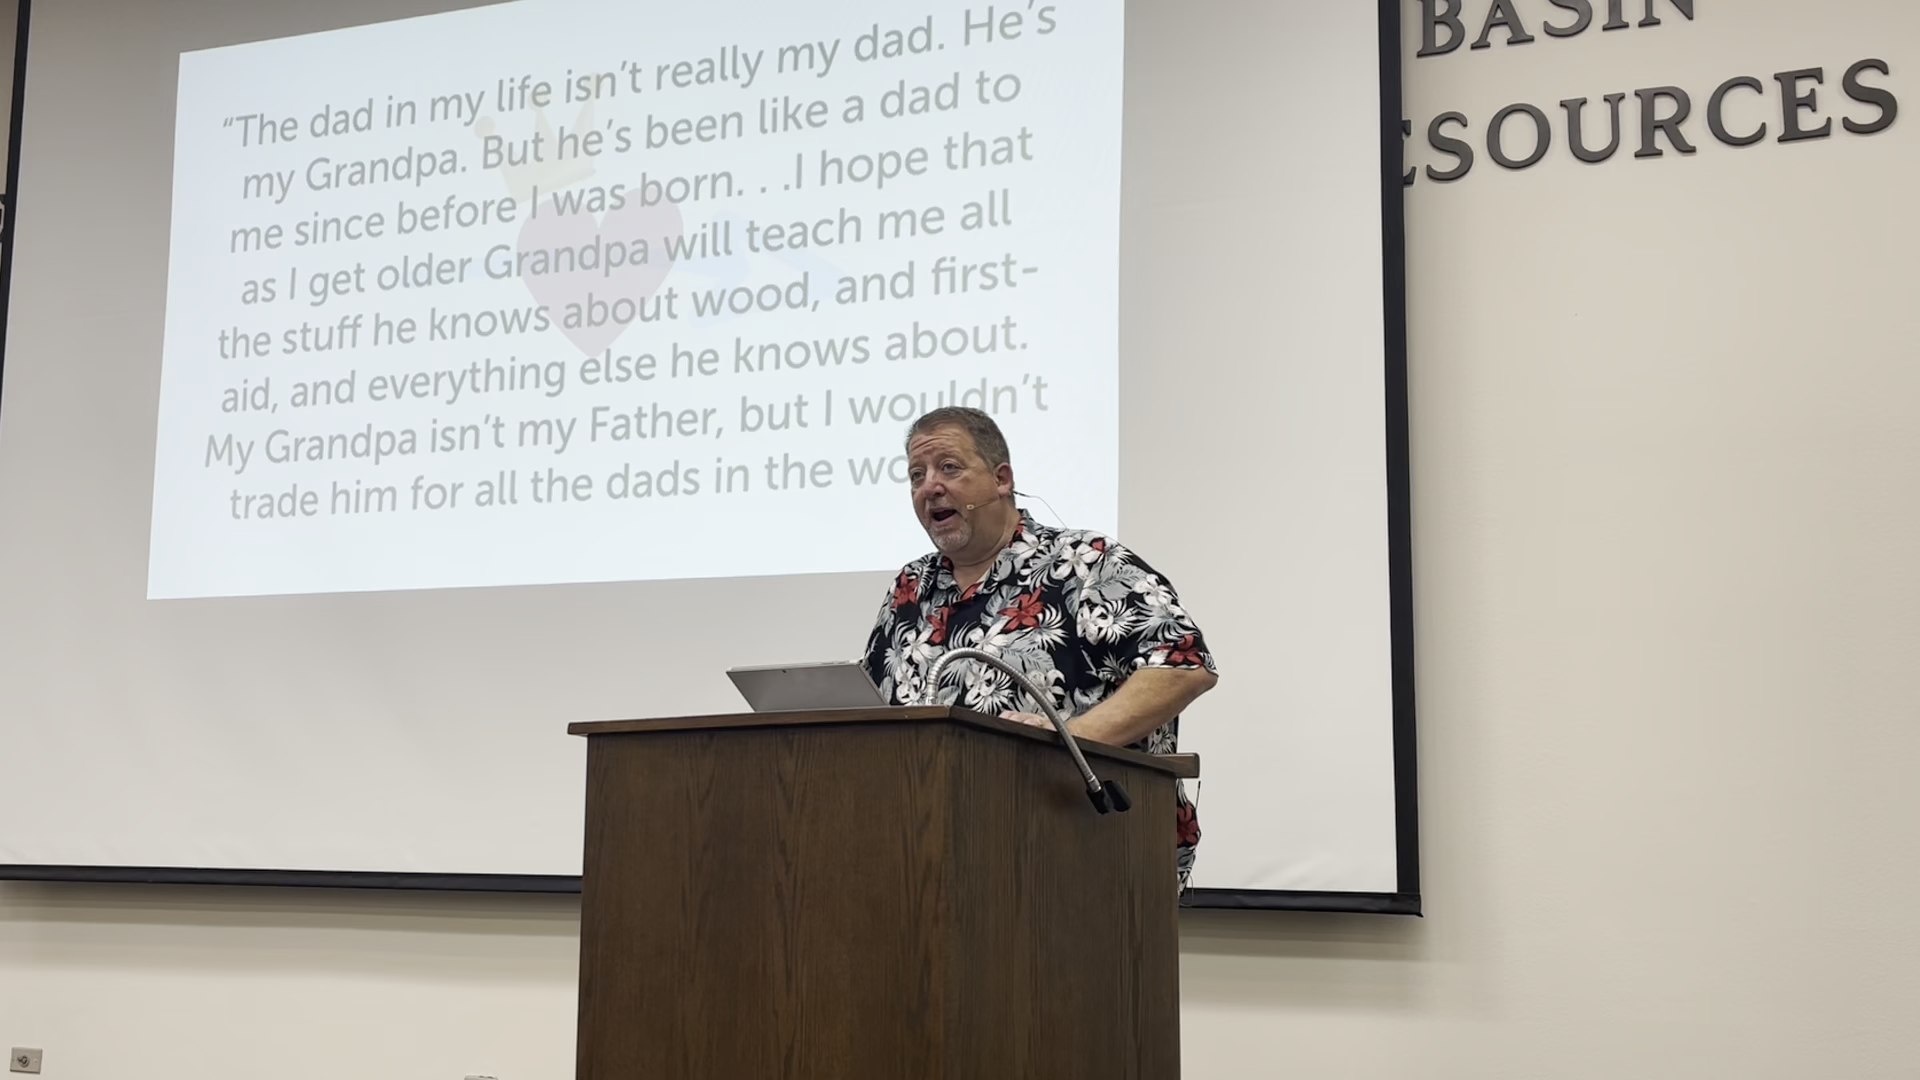 “The dad in my life isn’t really my dad. He’s
my Grandpa. But he’s been like a dad to
me since before I was born. . .I hope that
as I get older Grandpa will teach me all
the stuff he knows about wood, and first-
aid, and everything else he knows about.
My Grandpa isn’t my Father, but I wouldn’t
trade him for all the dads in the wo
BASIN
ESOURCES